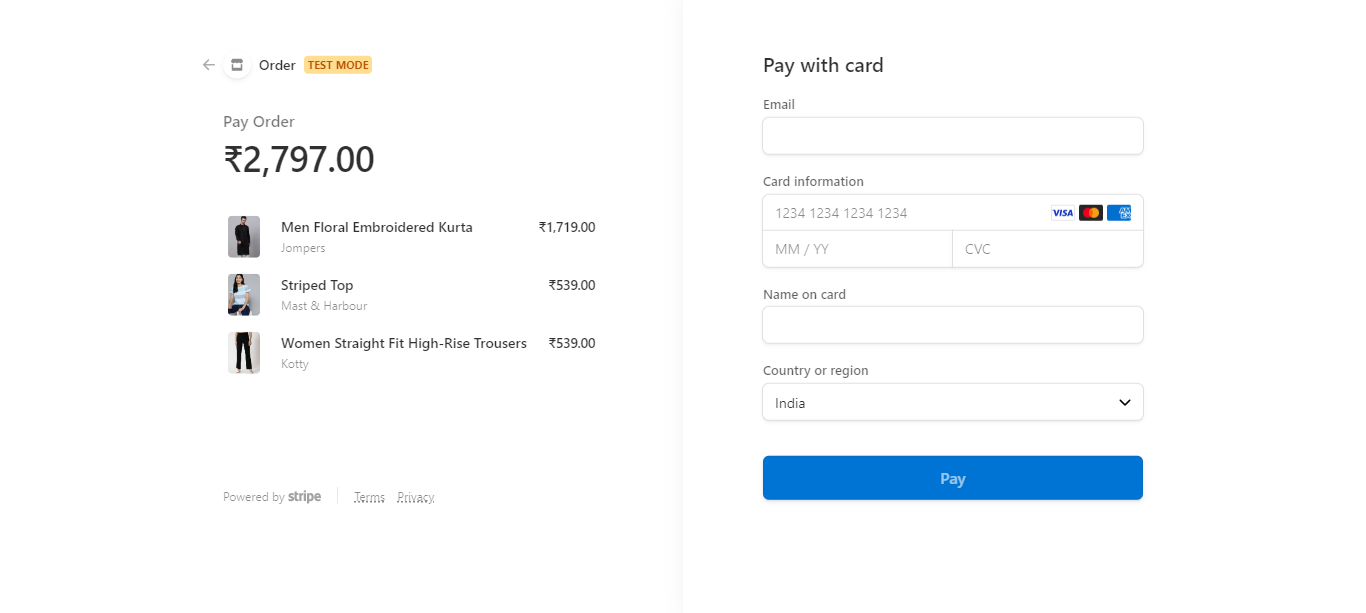 Order TEST MODE
Pay Order
₹2,797.00
Men Floral Embroidered Kurta ₹1,719.00
Jompers
Striped Top ₹539.00
Mast & Harbour
Women Straight Fit High-Rise Trousers ₹539.00
Kotty
Powered by stripe Terms Privacy
Pay with card
Email
Card information
1234 1234 1234 1234 VISA AMEX
MM / YY CVC
Name on card
Country or region
India
Pay